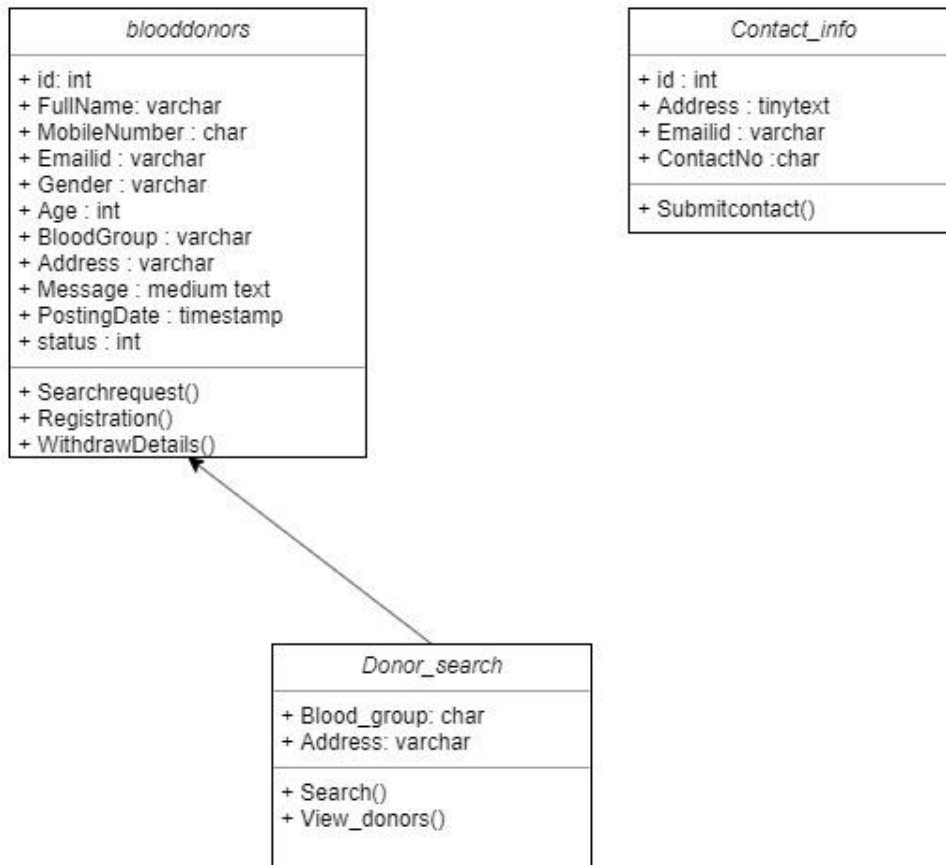 blooddonors
+ id: int
+ FullName: varchar
+ MobileNumber : char
+ Emailid : varchar
+ Gender : varchar
+ Age : int
+ BloodGroup : varchar
+ Address : varchar
+ Message : medium text
+ PostingDate : timestamp
+ status : int
+ Searchrequest()
+ Registration()
+ WithdrawDetails()
Contact_info
+ id : int
+ Address : tinytext
+ Emailid : varchar
+ ContactNo :char
+ Submitcontact()
Donor_search
+ Blood_group: char
+ Address: varchar
+ Search()
+ View_donors()